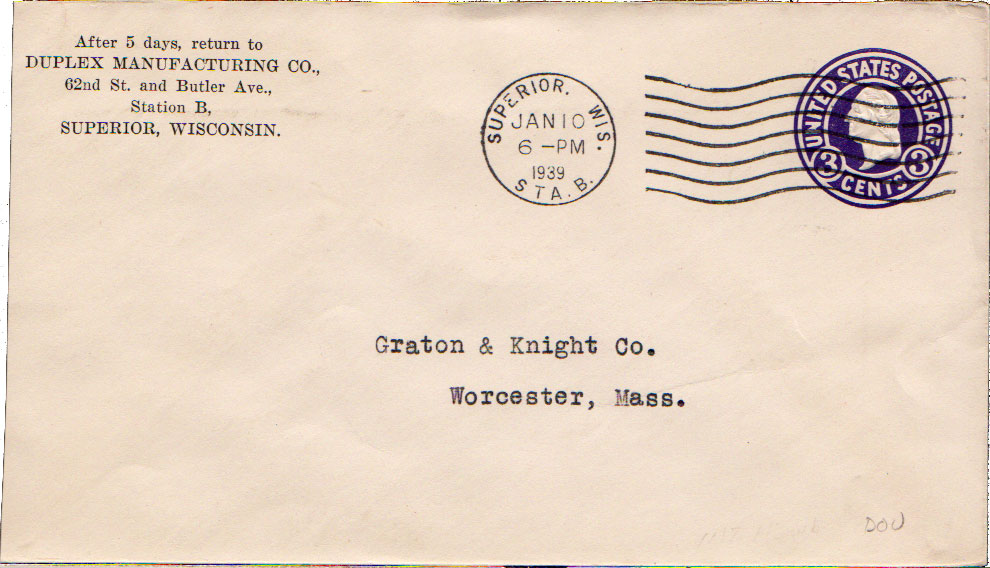 After 5 days, return to
DUPLEX MANUFACTURING CO.,
62nd St. and Butler Ave.,
Station B,
SUPERIOR, WISCONSIN.
SUPERIOR. WIS.
JAN 10
6 -PM
1939
STA. B.
UNITED STATES POSTAGE
3 3
CENTS
Graton & Knight Co.
Worcester, Mass.
DOU